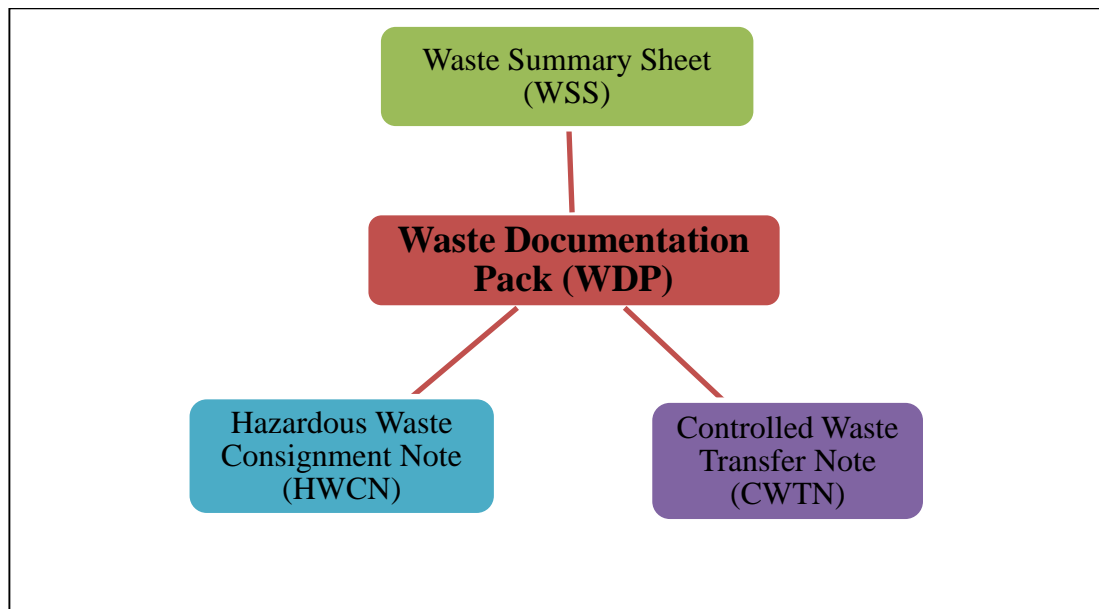 Waste Summary Sheet
(WSS)
Waste Documentation
Pack (WDP)
Hazardous Waste
Consignment Note
(HWCN)
Controlled Waste
Transfer Note
(CWTN)